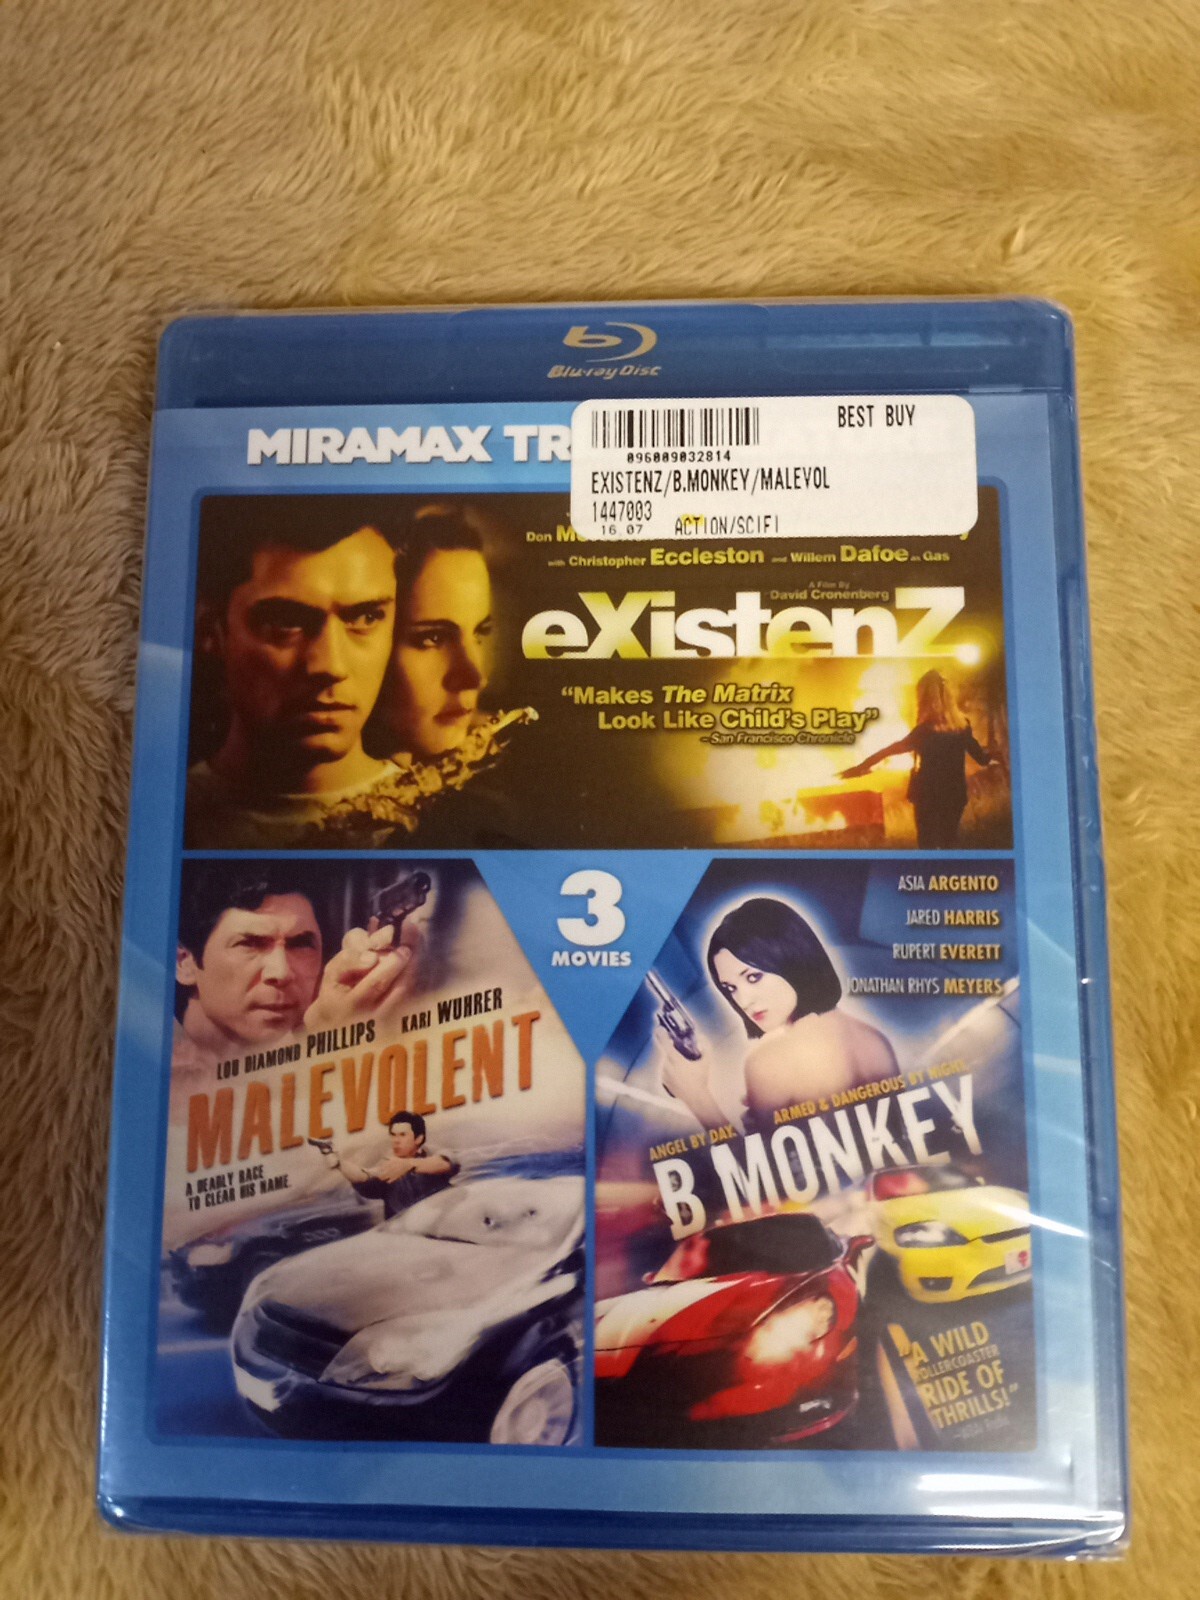 Blu-ray Disc
MIRAMAX TR
BEST BUY
096009032814
EXISTENZ/B.MONKEY/MALEVOL
1447003
16.07 ACTION/SCIFI
Don
with Christopher Eccleston and Willem Dafoe as Gas
A Film By
David Cronenberg
eXistenZ.
"Makes The Matrix
Look Like Child's Play"
- San Francisco Chronicle
3
MOVIES
LOU DIAMOND PHILLIPS KARI WUHRER
MALEVOLENT
A DEADLY RACE
TO CLEAR HIS NAME.
ASIA ARGENTO
JARED HARRIS
RUPERT EVERETT
JONATHAN RHYS MEYERS
ANGEL BY DAY. ARMED & DANGEROUS BY NIGHT.
B. MONKEY
"A WILD
ROLLERCOASTER
RIDE OF
THRILLS!"